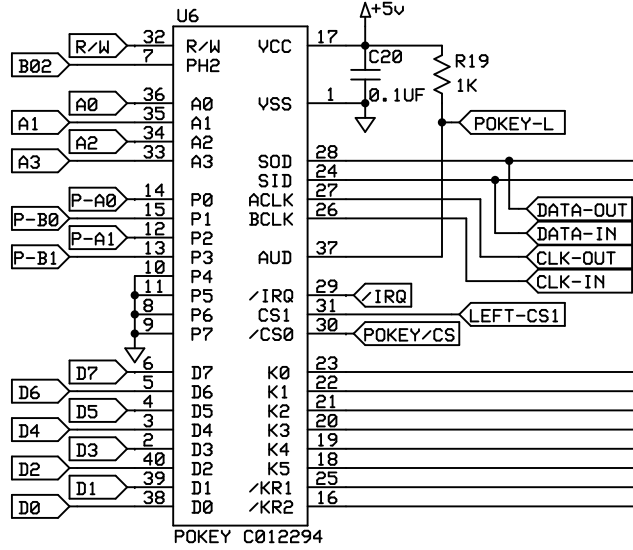 U6
+5v
R/W 32 R/W VCC 17
B02 7 PH2
C20
R19
1K
0.1UF
A0 36 A0 VSS 1
A1 35 A1
POKEY-L
A2 34 A2
A3 33 A3 SOD 28
SID 24
P-A0 14 P0 ACLK 27
P-B0 15 P1 BCLK 26 DATA-OUT
P-A1 12 P2 DATA-IN
P-B1 13 P3 AUD 37 CLK-OUT
10 P4 CLK-IN
11 P5 /IRQ 29 /IRQ
8 P6 CS1 31 LEFT-CS1
9 P7 /CS0 30 POKEY/CS
D7 6 D7 K0 23
D6 5 D6 K1 22
D5 4 D5 K2 21
D4 3 D4 K3 20
D3 2 D3 K4 19
D2 40 D2 K5 18
D1 39 D1 /KR1 25
D0 38 D0 /KR2 16
POKEY C012294